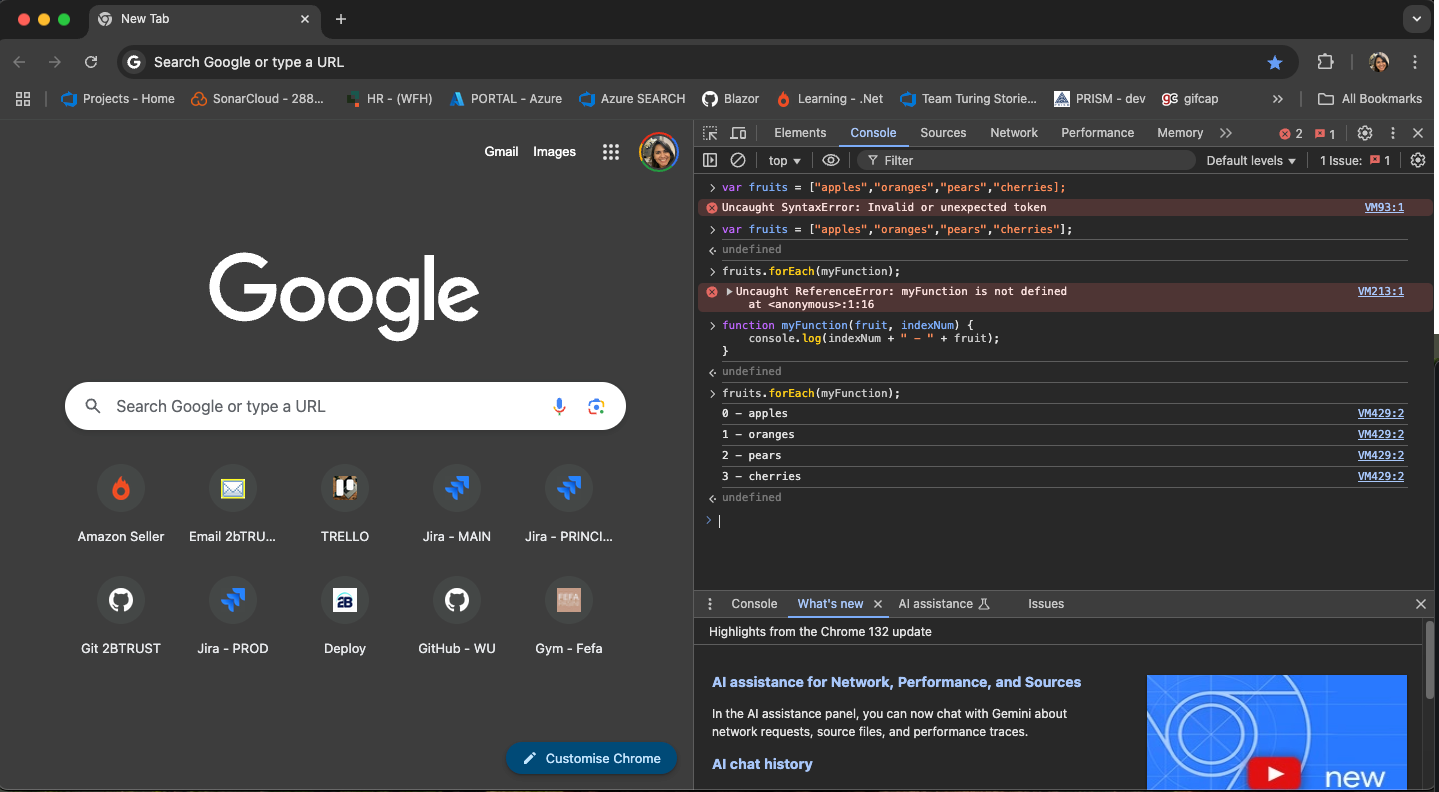 New Tab
Search Google or type a URL
Projects - Home
SonarCloud - 288...
HR - (WFH)
PORTAL - Azure
Azure SEARCH
Blazor
Learning - .Net
Team Turing Storie...
PRISM - dev
gc gifcap
All Bookmarks
Gmail
Images
Google
Search Google or type a URL
Amazon Seller
Email 2bTRU...
TRELLO
Jira - MAIN
Jira - PRINCI...
2B
FEFA
Git 2BTRUST
Jira - PROD
Deploy
GitHub - WU
Gym - Fefa
Customise Chrome
Elements Console Sources Network Performance Memory 2 1
top Filter Default levels 1 Issue: 1
var fruits = ["apples","oranges","pears","cherries];
Uncaught SyntaxError: Invalid or unexpected token VM93:1
var fruits = ["apples","oranges","pears","cherries"];
undefined
fruits.forEach(myFunction);
Uncaught ReferenceError: myFunction is not defined VM213:1
at <anonymous>:1:16
function myFunction(fruit, indexNum) {
console.log(indexNum + " - " + fruit);
}
undefined
fruits.forEach(myFunction);
0 - apples VM429:2
1 - oranges VM429:2
2 - pears VM429:2
3 - cherries VM429:2
undefined
Console What's new AI assistance Issues
Highlights from the Chrome 132 update
AI assistance for Network, Performance, and Sources
In the AI assistance panel, you can now chat with Gemini about
network requests, source files, and performance traces.
AI chat history
new